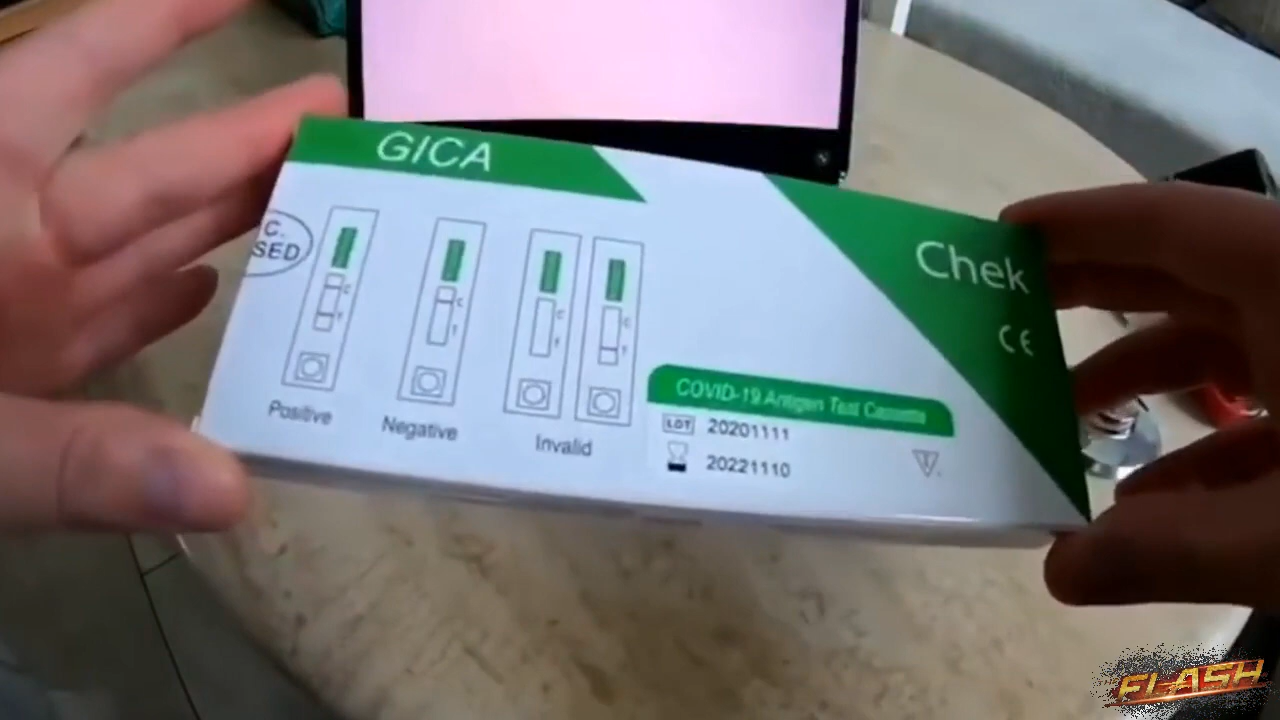 GICA
Chek
CE
C.
SED
C
T
C
T
C
T
C
T
Positive
Negative
Invalid
COVID-19 Antigen Test Cassette
LOT 20201111
20221110
FLASH